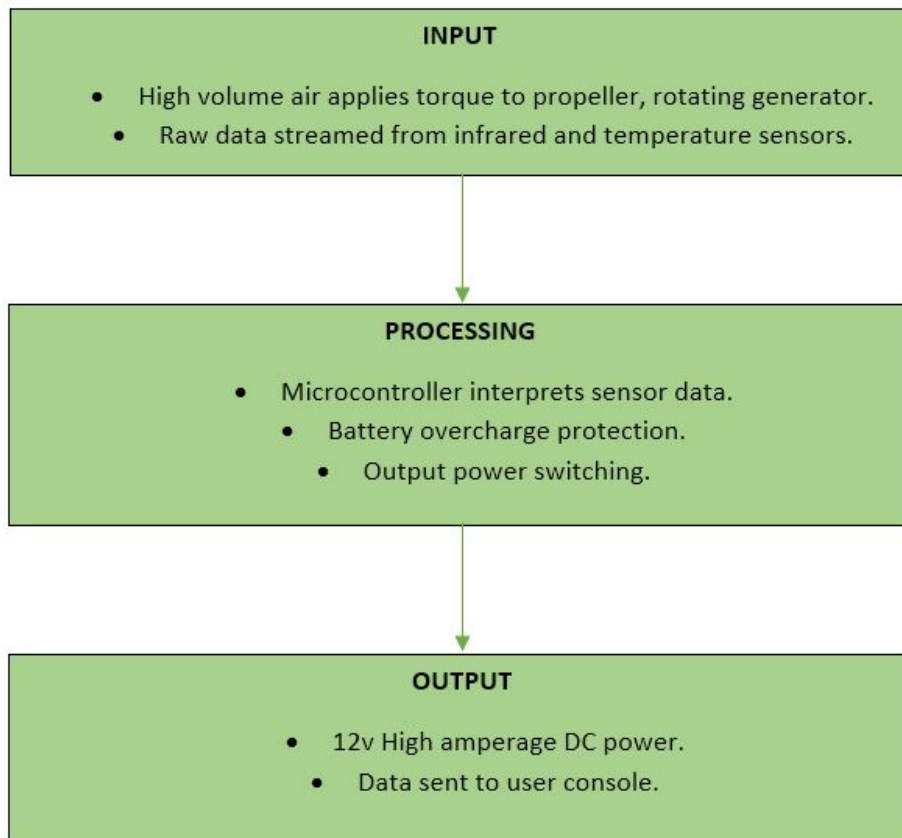 INPUT
• High volume air applies torque to propeller, rotating generator.
• Raw data streamed from infrared and temperature sensors.
PROCESSING
• Microcontroller interprets sensor data.
• Battery overcharge protection.
• Output power switching.
OUTPUT
• 12v High amperage DC power.
• Data sent to user console.